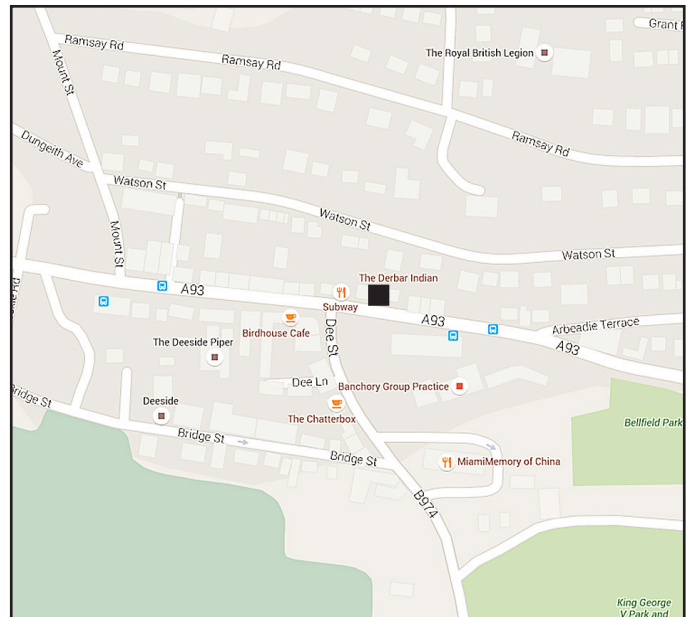 Grant
The Royal British Legion
Ramsay Rd
Ramsay Rd
Mount St
Ramsay Rd
Dungeith Ave
Watson St
Watson St
Mount St
Watson St
The Derbar Indian
A93
Subway
A93
Arbeadie Terrace
Birdhouse Cafe
Dee St
A93
The Deeside Piper
Dee Ln
Banchory Group Practice
Bridge St
Deeside
The Chatterbox
Bellfield Park
Bridge St
Bridge St
MiamiMemory of China
B974
King George
V Park and